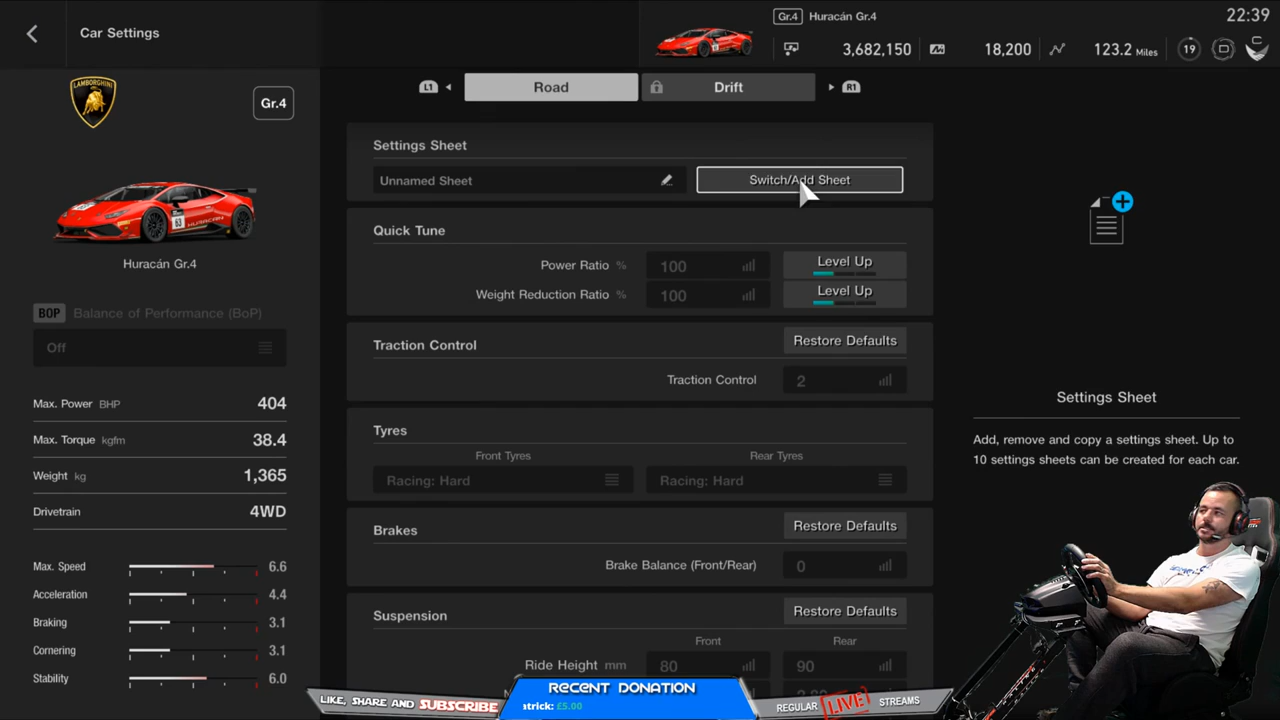 Car Settings
Gr.4 Huracán Gr.4
22:39
3,682,150
18,200
123.2 Miles
19
D
C
LAMBORGHINI
Gr.4
63
HURACAN
Huracán Gr.4
BOP Balance of Performance (BoP)
Off
Max. Power BHP 404
Max. Torque kgfm 38.4
Weight kg 1,365
Drivetrain 4WD
Max. Speed 6.6
Acceleration 4.4
Braking 3.1
Cornering 3.1
Stability 6.0
L1 Road Drift R1
Settings Sheet
Unnamed Sheet Switch/Add Sheet
Quick Tune
Power Ratio % 100 Level Up
Weight Reduction Ratio % 100 Level Up
Traction Control Restore Defaults
Traction Control 2
Tyres
Front Tyres Rear Tyres
Racing: Hard Racing: Hard
Brakes Restore Defaults
Brake Balance (Front/Rear) 0
Suspension Restore Defaults
Front Rear
Ride Height mm 80 90
Settings Sheet
Add, remove and copy a settings sheet. Up to
10 settings sheets can be created for each car.
LIKE, SHARE AND SUBSCRIBE
RECENT DONATION
strick: £5.00
REGULAR LIVE STREAMS